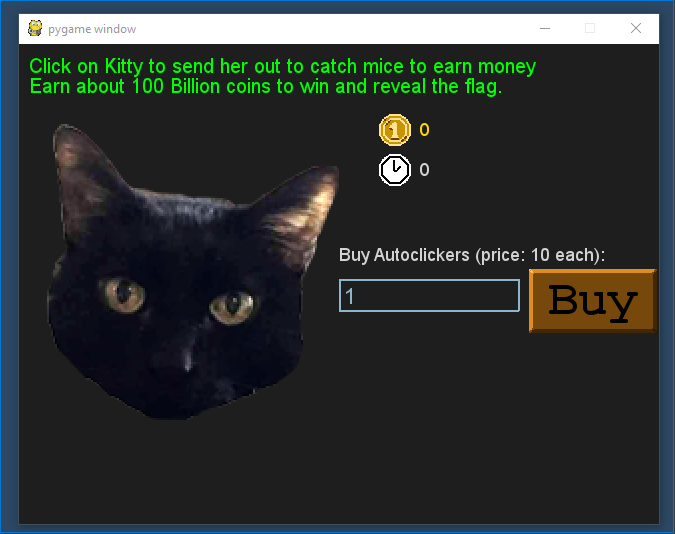 pygame window
Click on Kitty to send her out to catch mice to earn money
Earn about 100 Billion coins to win and reveal the flag.
1 0
0
Buy Autoclickers (price: 10 each):
1
Buy